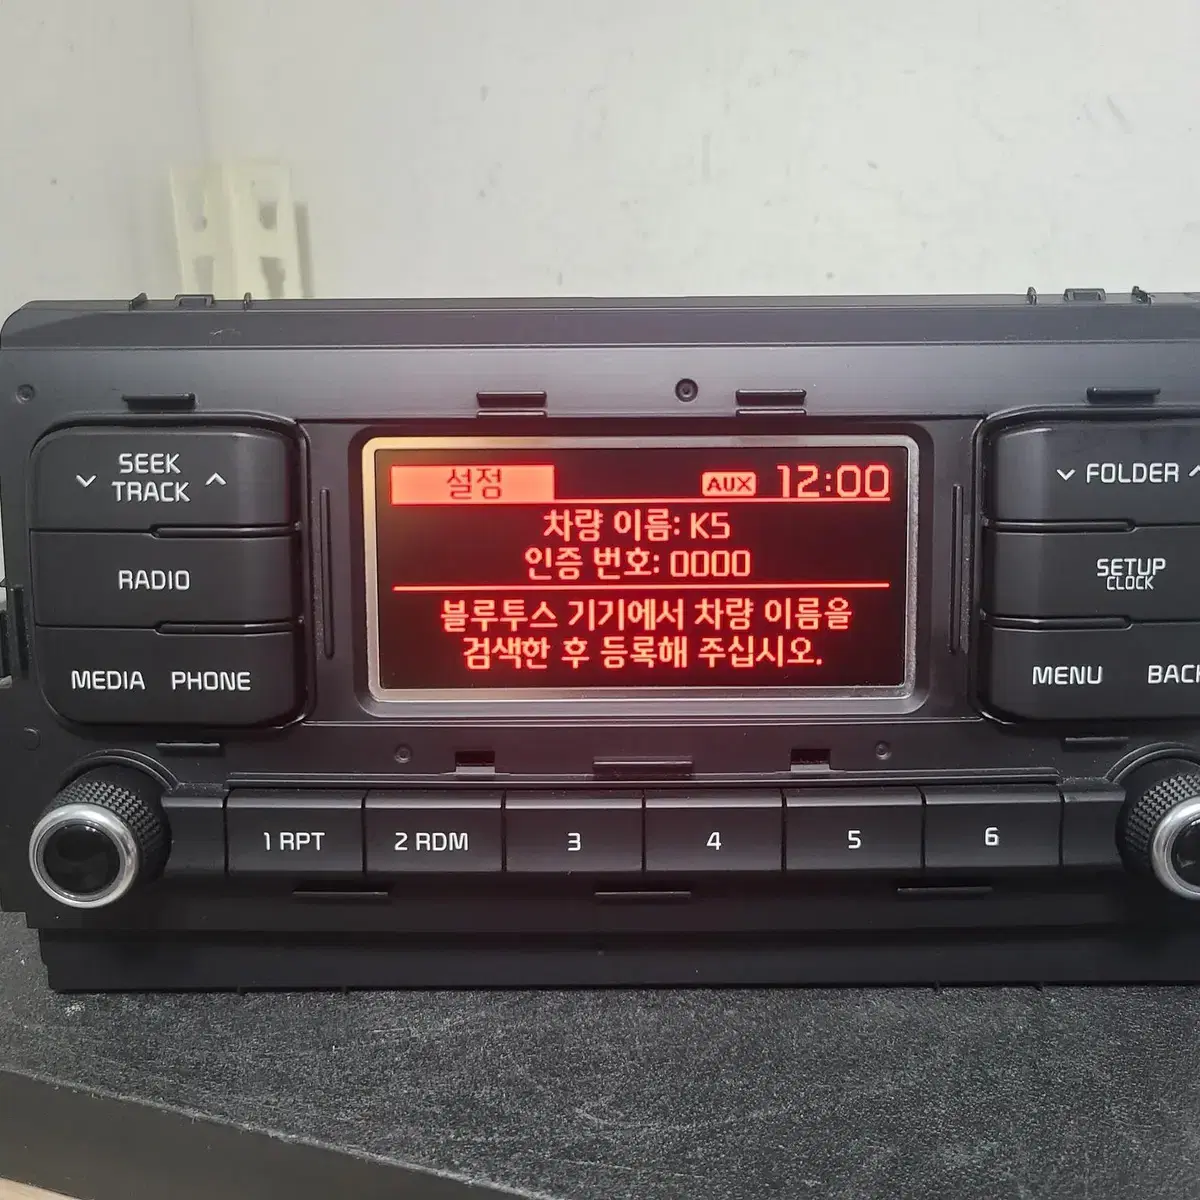 SEEK
TRACK
RADIO
MEDIA PHONE
설정 AUX 12:00
차량 이름: K5
인증 번호: 0000
블루투스 기기에서 차량 이름을
검색한 후 등록해 주십시오.
FOLDER
SETUP
CLOCK
MENU BACK
1 RPT 2 RDM 3 4 5 6